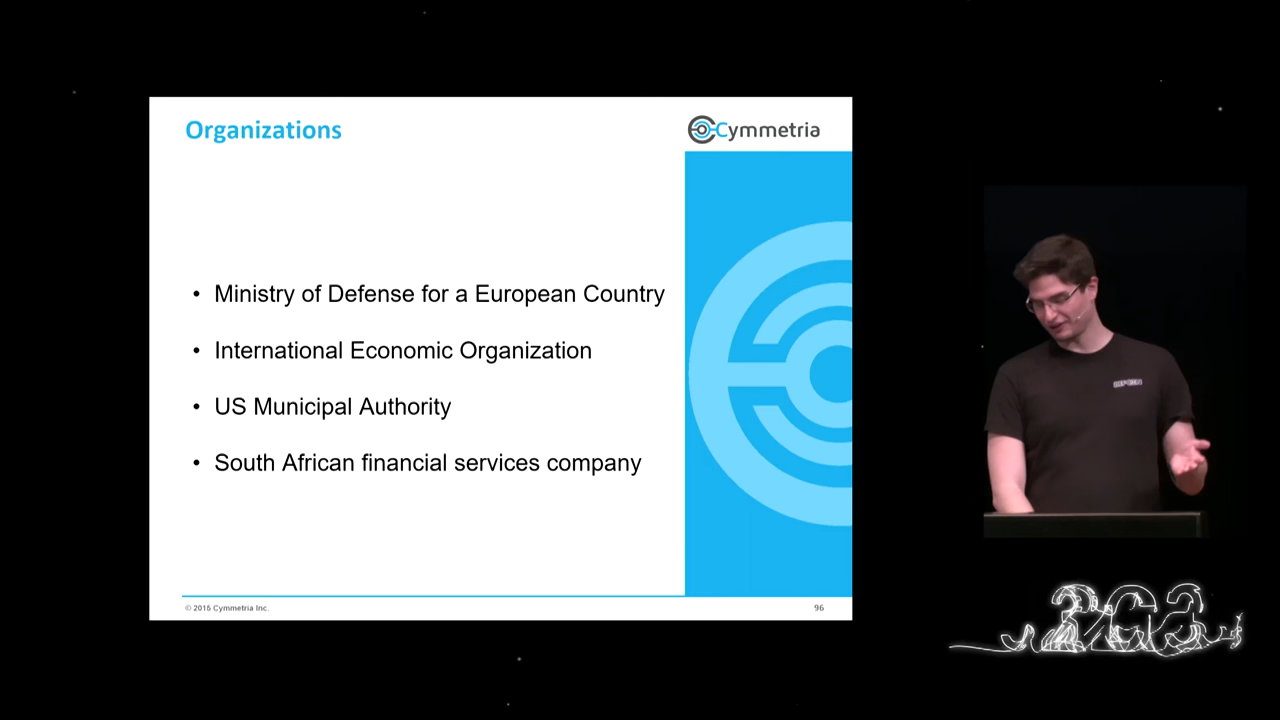 Organizations
Cymmetria
• Ministry of Defense for a European Country
• International Economic Organization
• US Municipal Authority
• South African financial services company
© 2015 Cymmetria Inc.
96